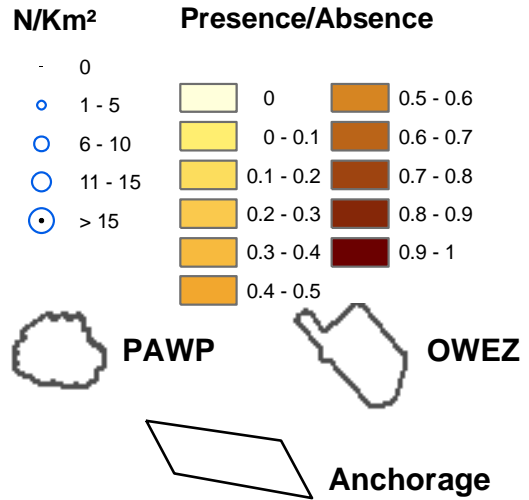 N/Km²
Presence/Absence
0
1 - 5
6 - 10
11 - 15
> 15
0
0 - 0.1
0.1 - 0.2
0.2 - 0.3
0.3 - 0.4
0.4 - 0.5
0.5 - 0.6
0.6 - 0.7
0.7 - 0.8
0.8 - 0.9
0.9 - 1
PAWP
OWEZ
Anchorage